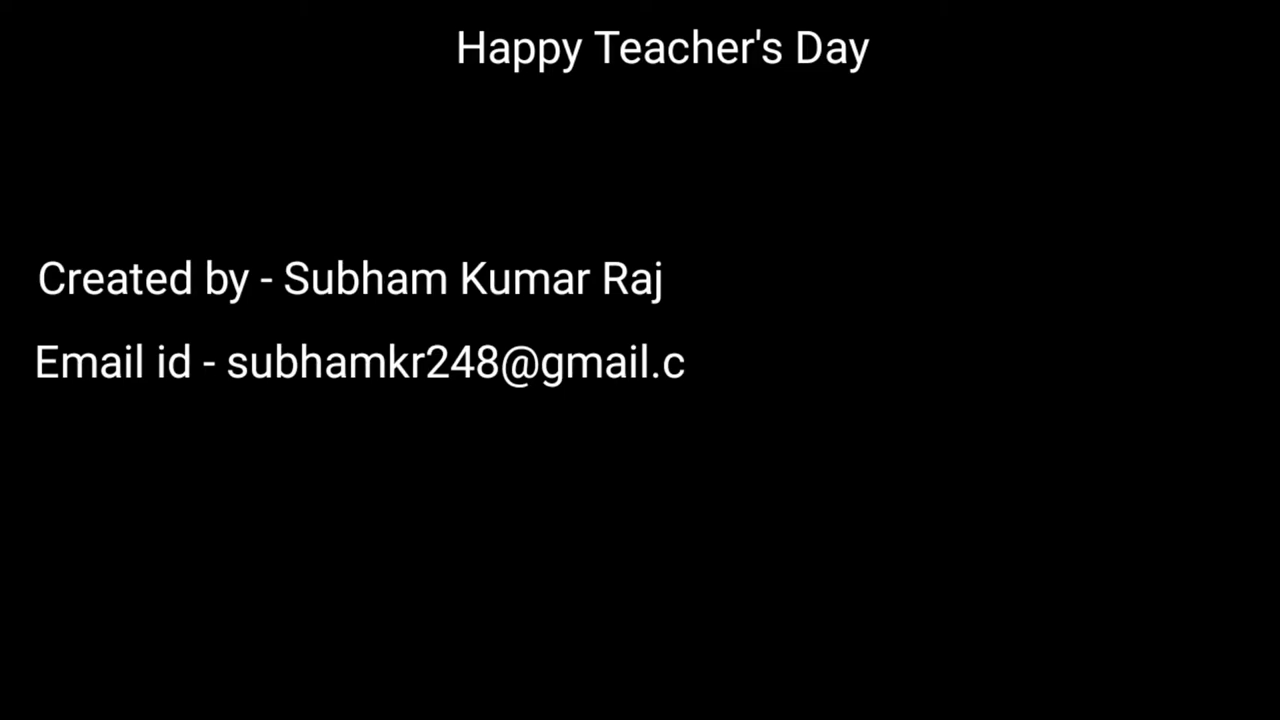 Happy Teacher's Day
Created by - Subham Kumar Raj
Email id - subhamkr248@gmail.c